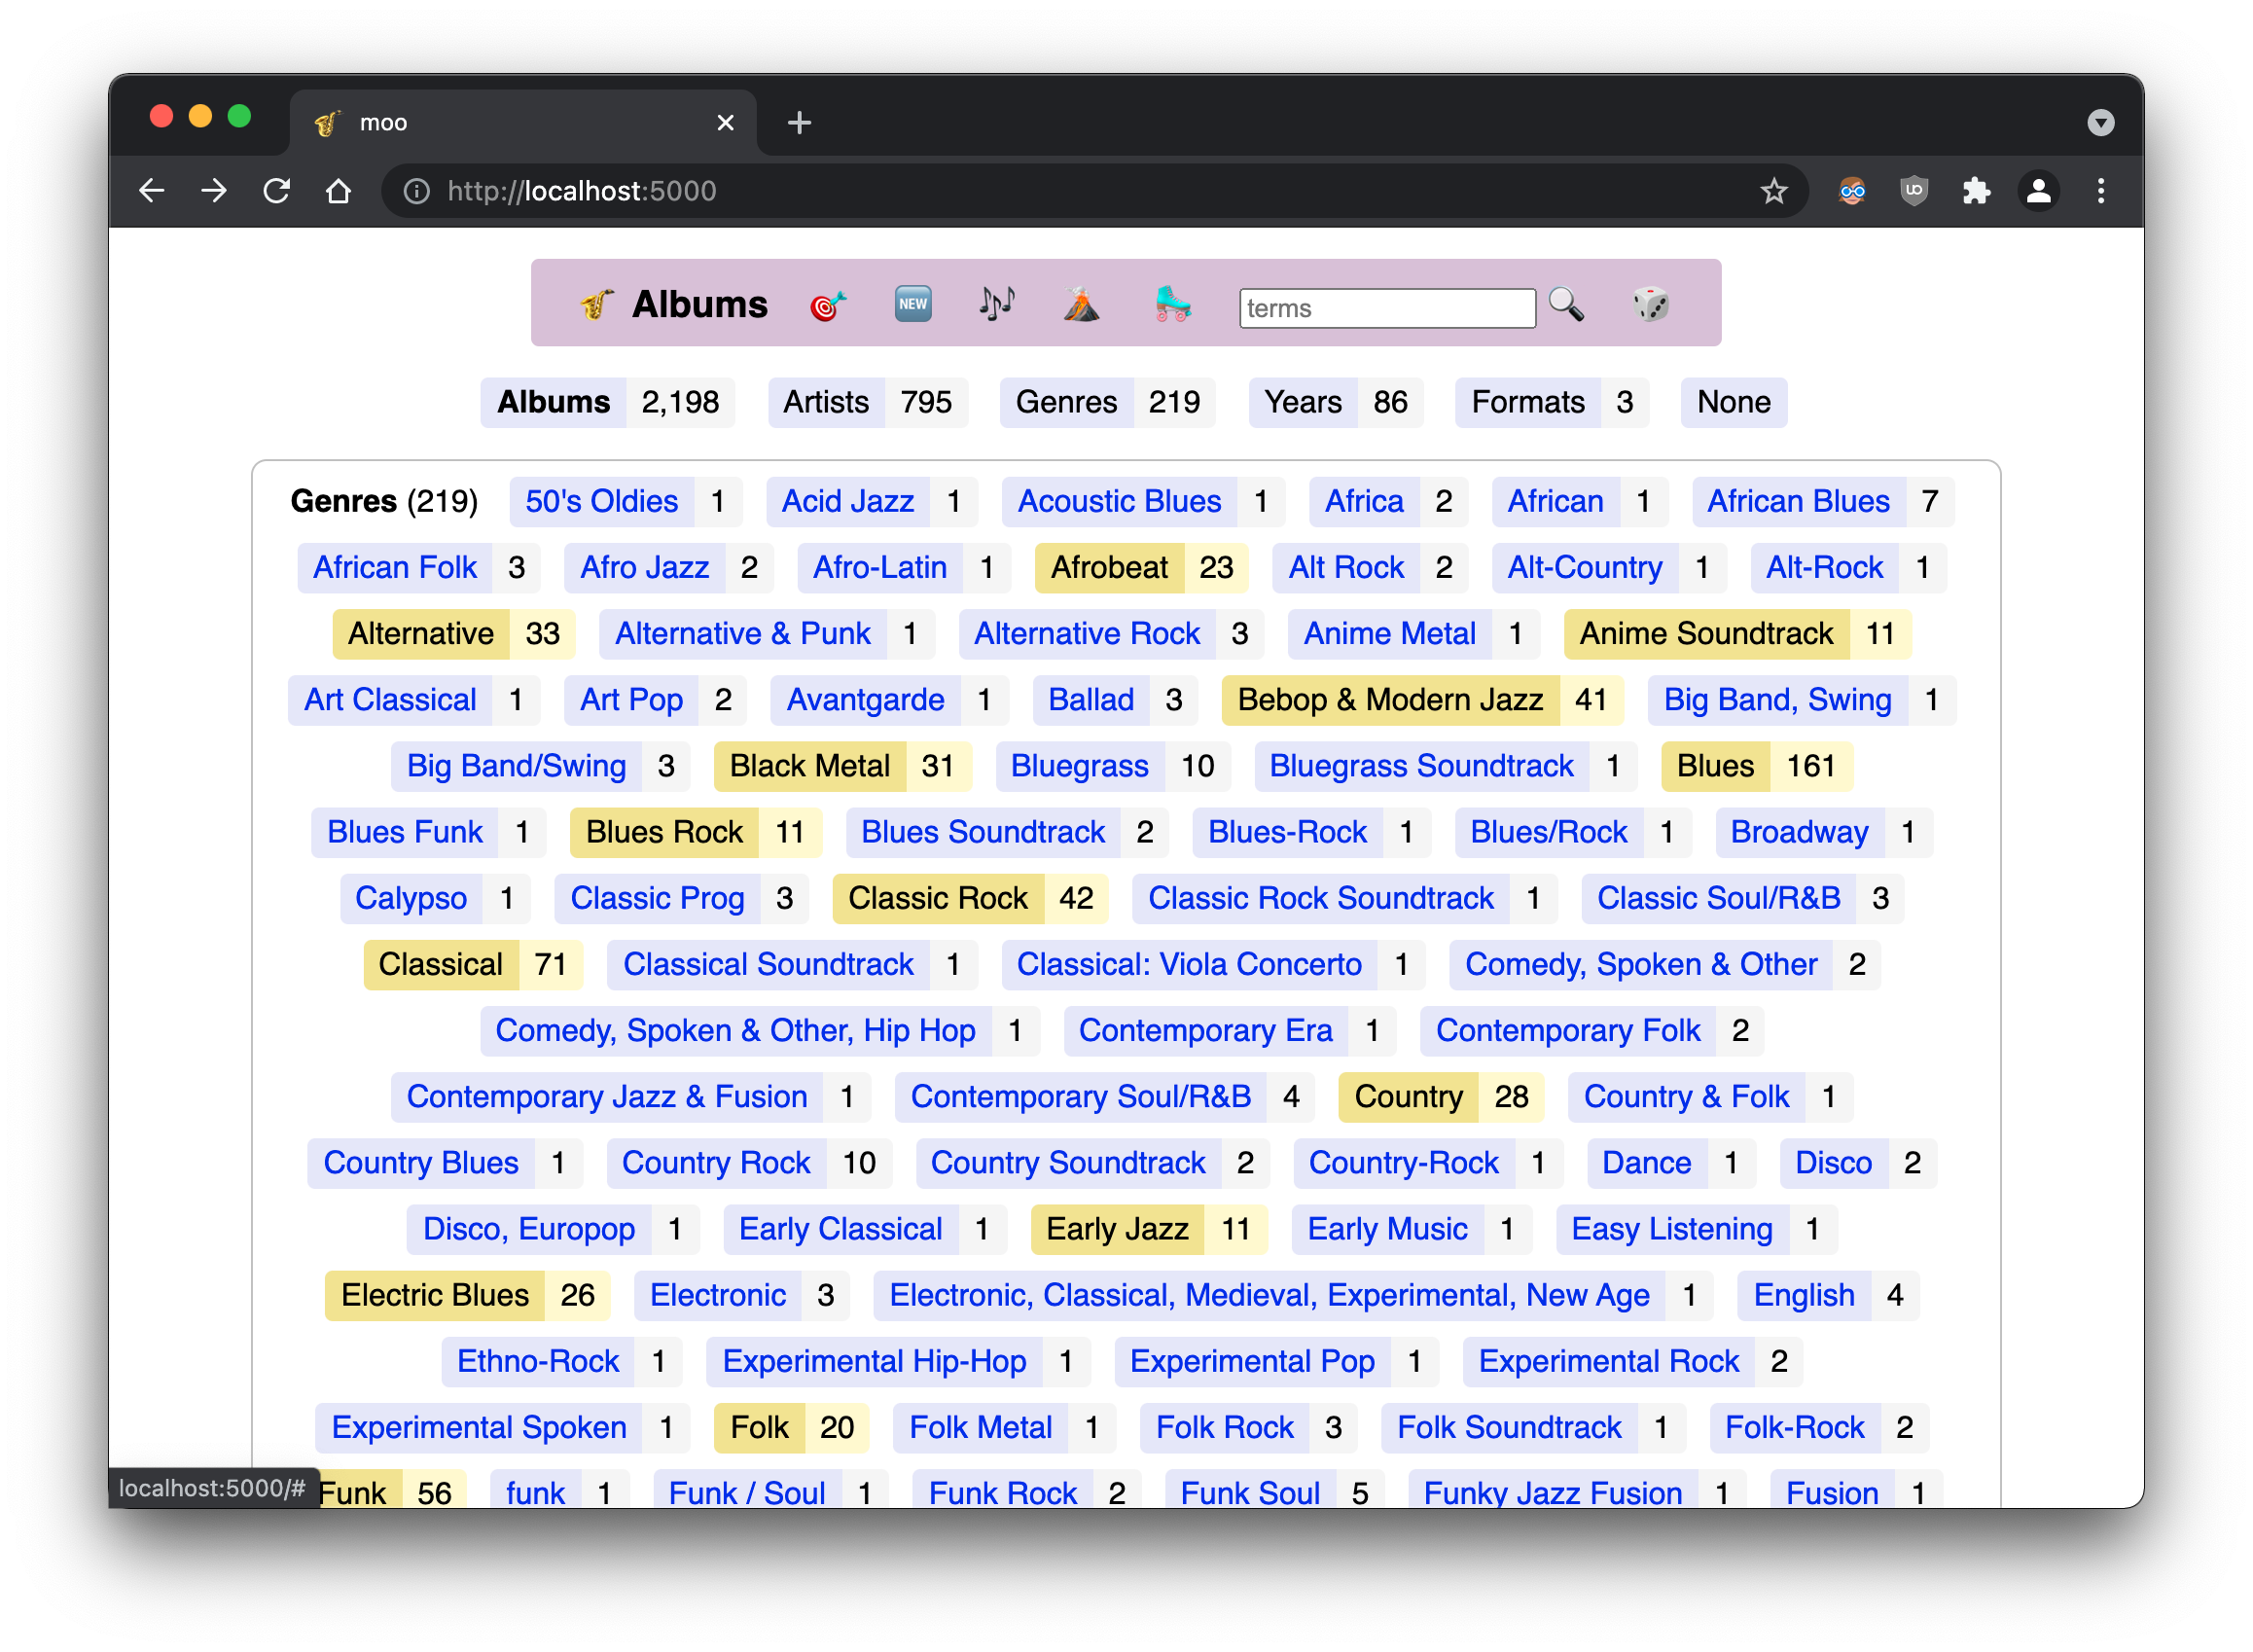 moo
http://localhost:5000
Albums NEW terms
Albums 2,198 Artists 795 Genres 219 Years 86 Formats 3 None
Genres (219) 50's Oldies 1 Acid Jazz 1 Acoustic Blues 1 Africa 2 African 1 African Blues 7
African Folk 3 Afro Jazz 2 Afro-Latin 1 Afrobeat 23 Alt Rock 2 Alt-Country 1 Alt-Rock 1
Alternative 33 Alternative & Punk 1 Alternative Rock 3 Anime Metal 1 Anime Soundtrack 11
Art Classical 1 Art Pop 2 Avantgarde 1 Ballad 3 Bebop & Modern Jazz 41 Big Band, Swing 1
Big Band/Swing 3 Black Metal 31 Bluegrass 10 Bluegrass Soundtrack 1 Blues 161
Blues Funk 1 Blues Rock 11 Blues Soundtrack 2 Blues-Rock 1 Blues/Rock 1 Broadway 1
Calypso 1 Classic Prog 3 Classic Rock 42 Classic Rock Soundtrack 1 Classic Soul/R&B 3
Classical 71 Classical Soundtrack 1 Classical: Viola Concerto 1 Comedy, Spoken & Other 2
Comedy, Spoken & Other, Hip Hop 1 Contemporary Era 1 Contemporary Folk 2
Contemporary Jazz & Fusion 1 Contemporary Soul/R&B 4 Country 28 Country & Folk 1
Country Blues 1 Country Rock 10 Country Soundtrack 2 Country-Rock 1 Dance 1 Disco 2
Disco, Europop 1 Early Classical 1 Early Jazz 11 Early Music 1 Easy Listening 1
Electric Blues 26 Electronic 3 Electronic, Classical, Medieval, Experimental, New Age 1 English 4
Ethno-Rock 1 Experimental Hip-Hop 1 Experimental Pop 1 Experimental Rock 2
Experimental Spoken 1 Folk 20 Folk Metal 1 Folk Rock 3 Folk Soundtrack 1 Folk-Rock 2
localhost:5000/# Funk 56 funk 1 Funk / Soul 1 Funk Rock 2 Funk Soul 5 Funky Jazz Fusion 1 Fusion 1